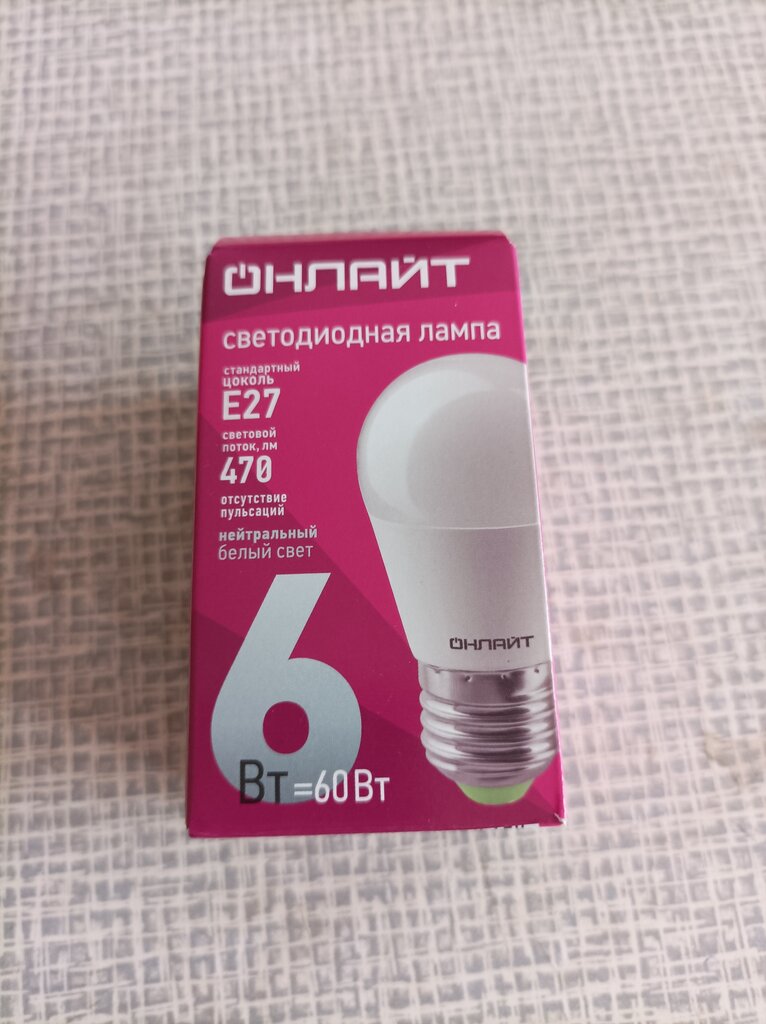 ОНЛАЙТ
светодиодная лампа
стандартный
цоколь
E27
световой
поток, лм
470
отсутствие
пульсаций
нейтральный
белый свет
6
Вт =60Вт
ОНЛАЙТ